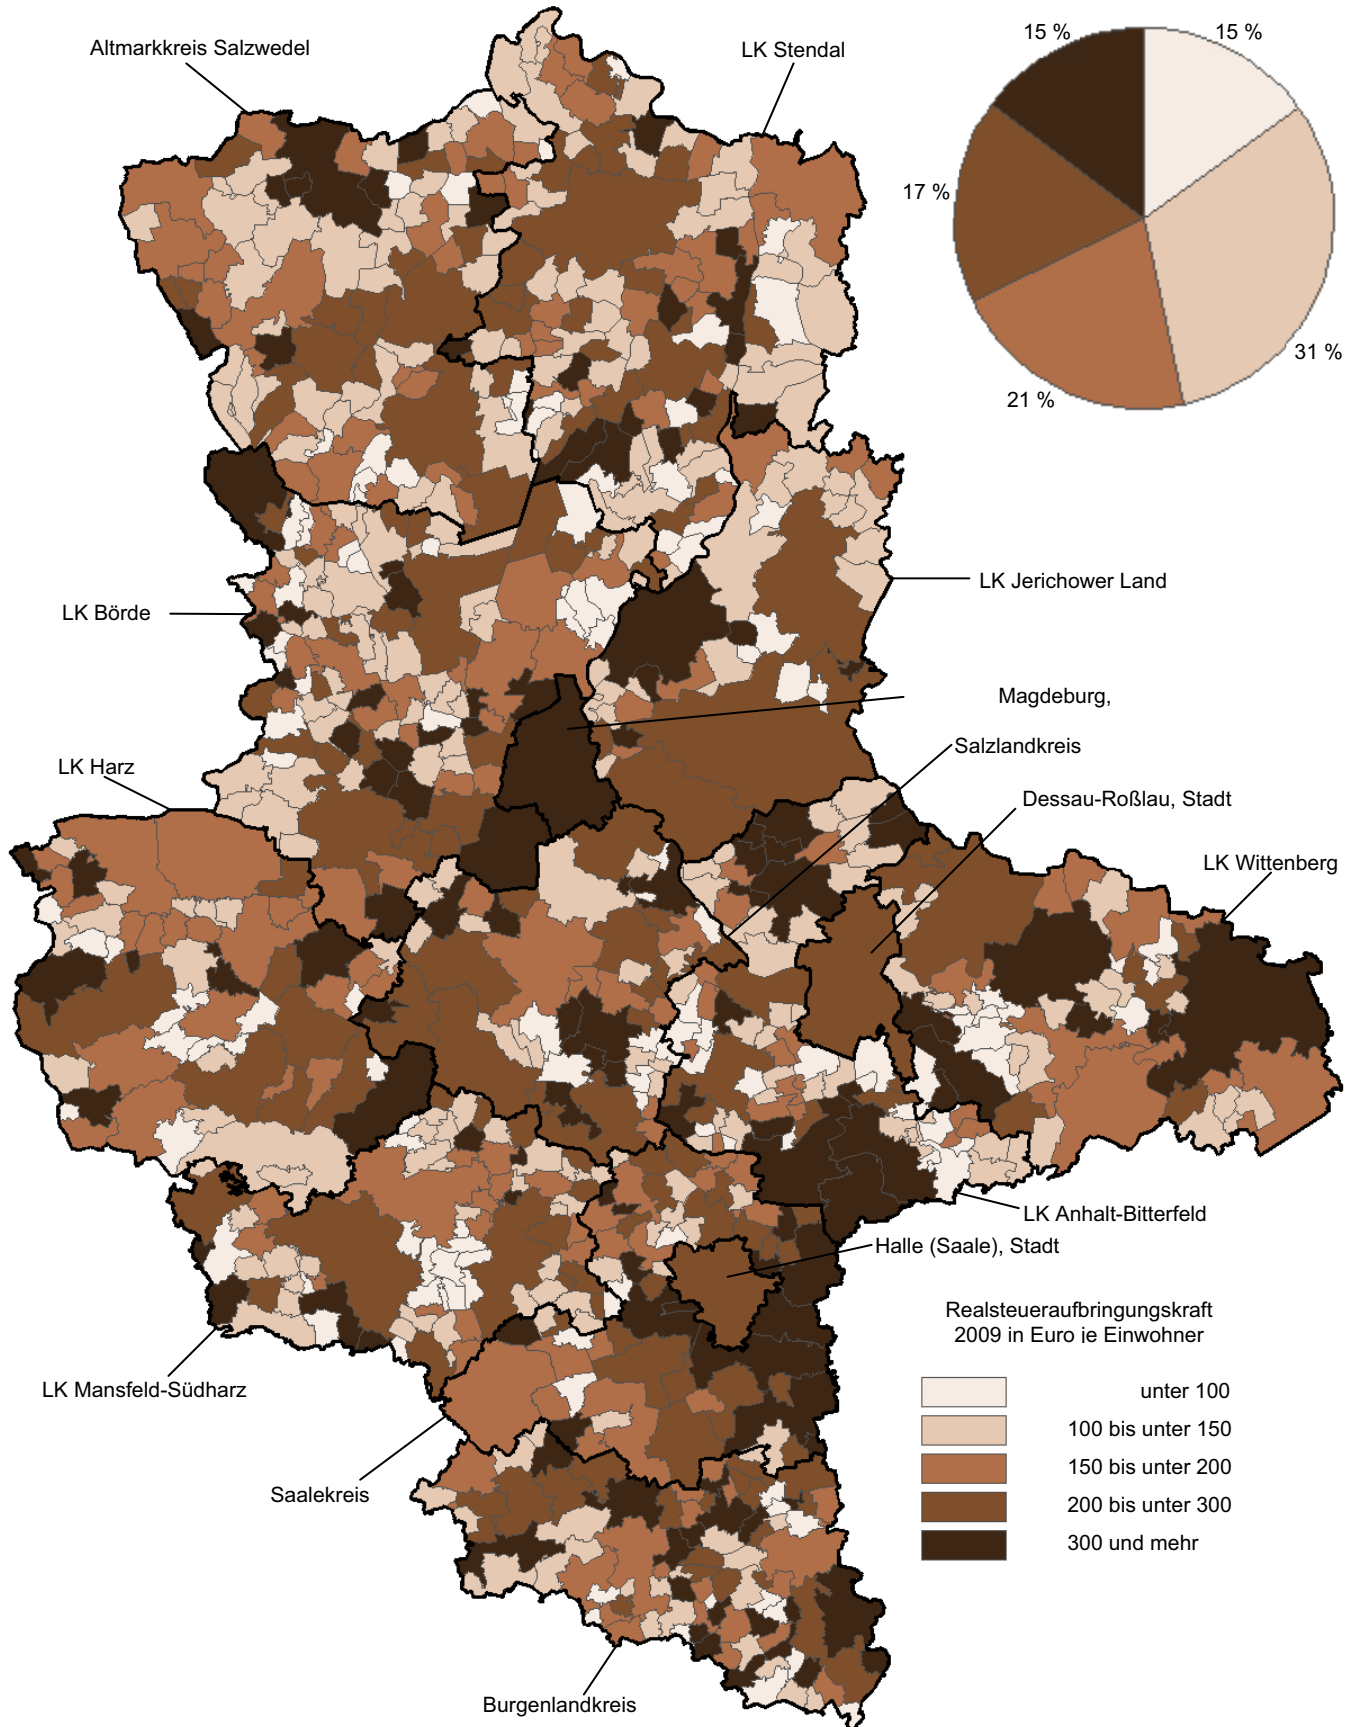 15 %
15 %
Altmarkkreis Salzwedel
LK Stendal
17 %
31 %
21 %
LK Jerichower Land
LK Börde
Magdeburg,
Salzlandkreis
LK Harz
Dessau-Roßlau, Stadt
LK Wittenberg
LK Anhalt-Bitterfeld
Halle (Saale), Stadt
Realsteueraufbringungskraft
2009 in Euro je Einwohner
LK Mansfeld-Südharz
unter 100
100 bis unter 150
150 bis unter 200
Saalekreis
200 bis unter 300
300 und mehr
Burgenlandkreis